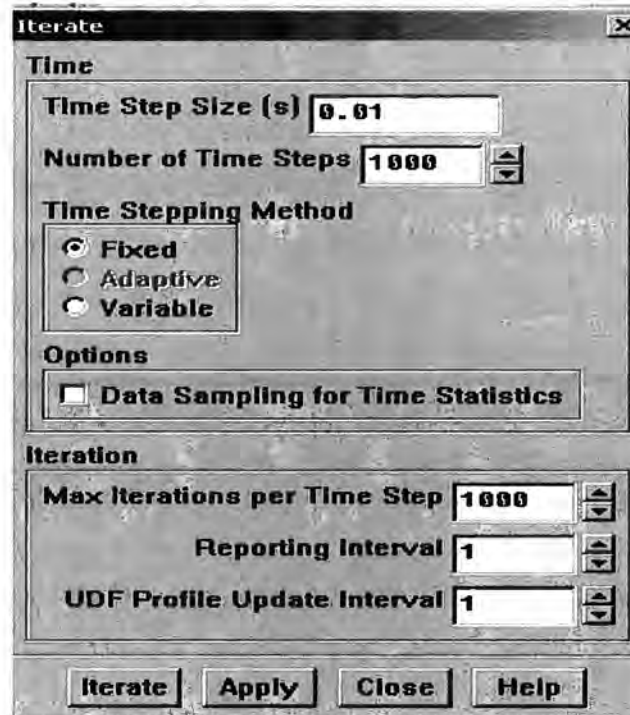 Iterate
Time
Time Step Size (s) 0.01
Number of Time Steps 1000
Time Stepping Method
Fixed
Adaptive
Variable
Options
Data Sampling for Time Statistics
Iteration
Max Iterations per Time Step 1000
Reporting Interval 1
UDF Profile Update Interval 1
Iterate Apply Close Help